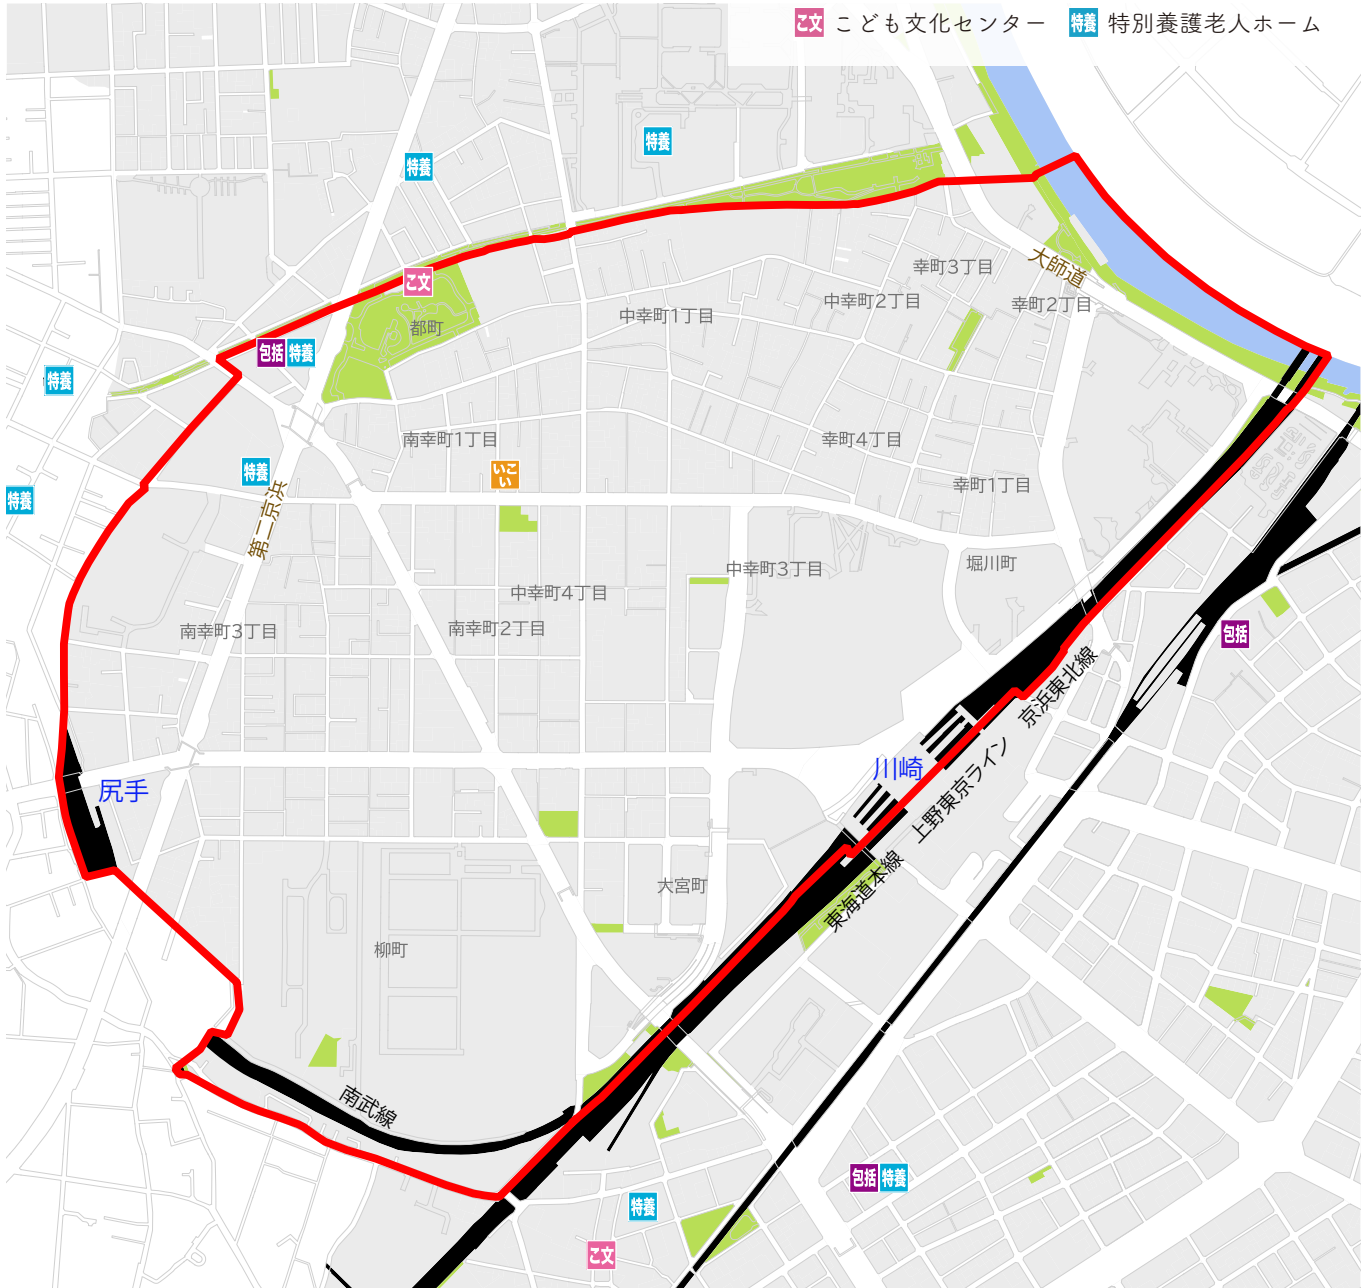 こ文 こども文化センター 特養 特別養護老人ホーム
特養
特養
幸町3丁目
大師道
こ文
中幸町2丁目
幸町2丁目
中幸町1丁目
都町
包括 特養
特養
南幸町1丁目
幸町4丁目
特養
いこい
幸町1丁目
特養
第二京浜
堀川町
中幸町3丁目
中幸町4丁目
南幸町3丁目
南幸町2丁目
包括
京浜東北線
川崎
上野東京ライン
尻手
東海道本線
大宮町
柳町
南武線
包括 特養
特養
こ文